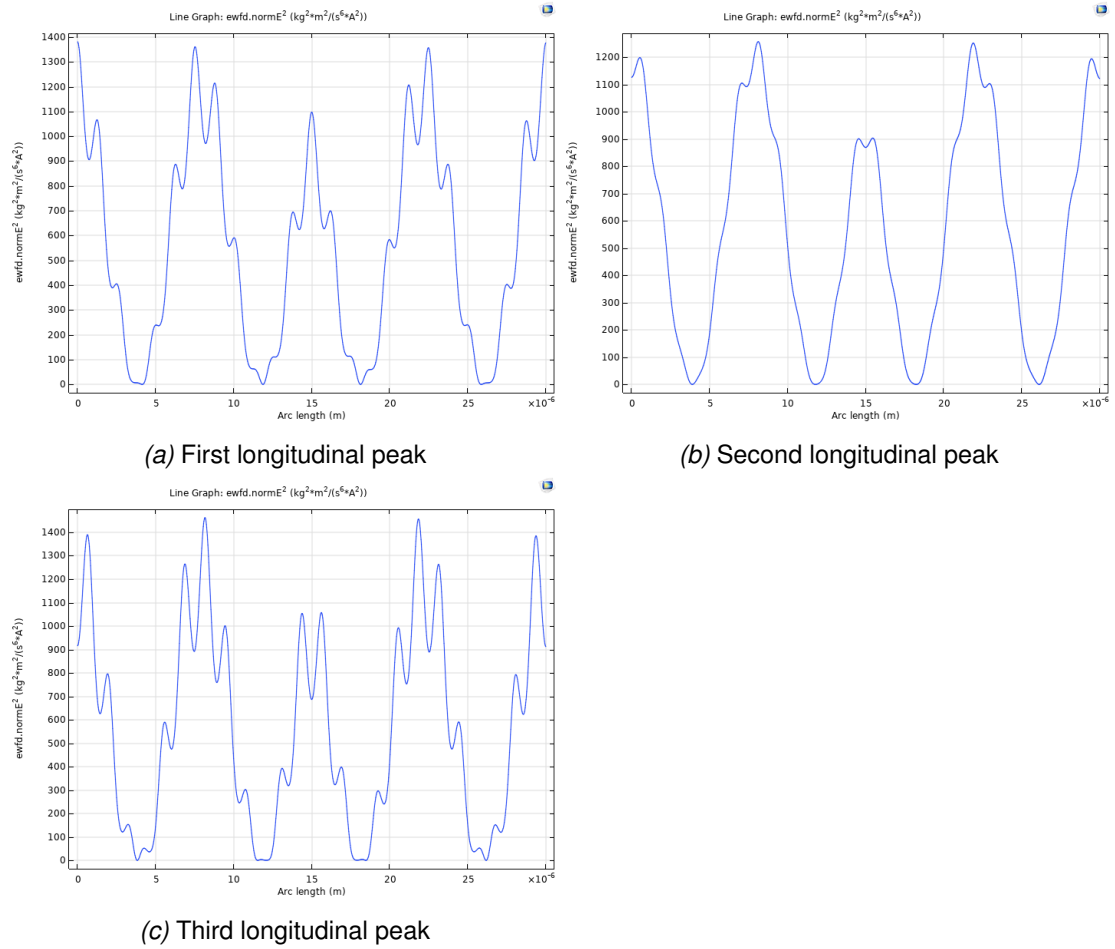 Line Graph: ewfd.normE² (kg²*m²/(s⁶*A²))
ewfd.normE² (kg²*m²/(s⁶*A²))
1400
1300
1200
1100
1000
900
800
700
600
500
400
300
200
100
0
0 5 10 15 20 25 ×10⁻⁶
Arc length (m)
(a) First longitudinal peak
Line Graph: ewfd.normE² (kg²*m²/(s⁶*A²))
ewfd.normE² (kg²*m²/(s⁶*A²))
1200
1100
1000
900
800
700
600
500
400
300
200
100
0
0 5 10 15 20 25 ×10⁻⁶
Arc length (m)
(b) Second longitudinal peak
Line Graph: ewfd.normE² (kg²*m²/(s⁶*A²))
ewfd.normE² (kg²*m²/(s⁶*A²))
1400
1300
1200
1100
1000
900
800
700
600
500
400
300
200
100
0
0 5 10 15 20 25 ×10⁻⁶
Arc length (m)
(c) Third longitudinal peak